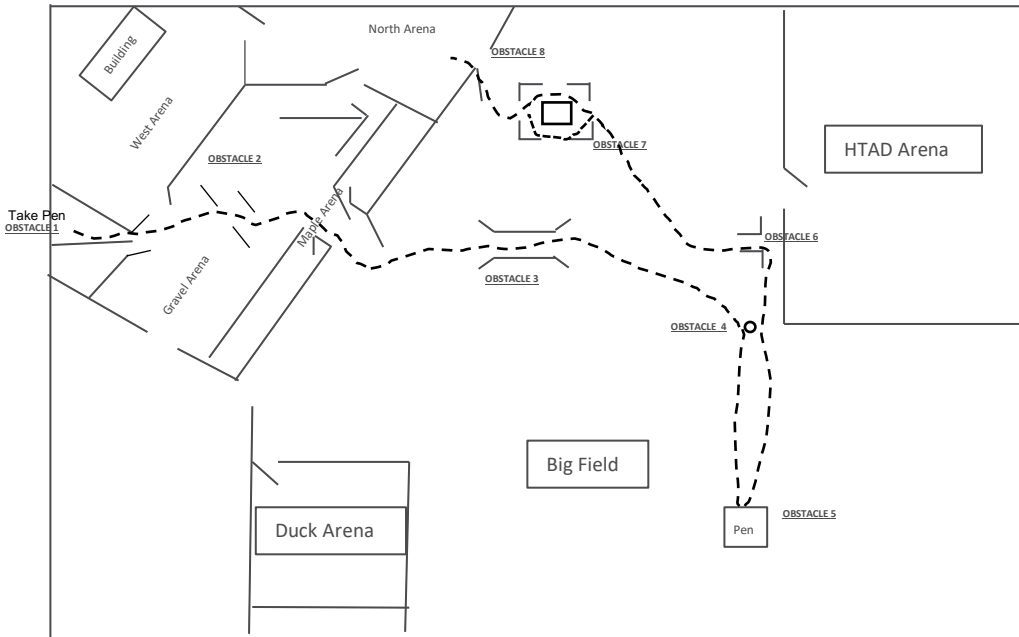 North Arena
Building
OBSTACLE 8
West Arena
OBSTACLE 7
HTAD Arena
OBSTACLE 2
Maple Arena
Take Pen
OBSTACLE 1
OBSTACLE 6
Gravel Arena
OBSTACLE 3
OBSTACLE 4
Big Field
OBSTACLE 5
Duck Arena
Pen